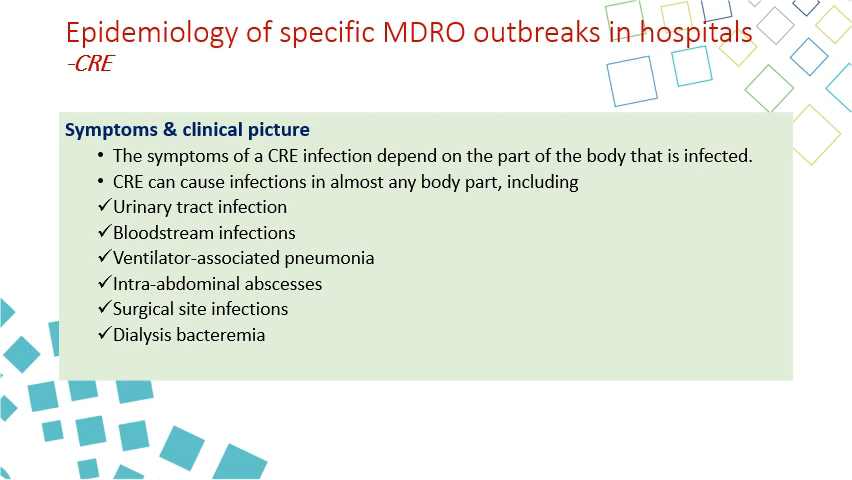 Epidemiology of specific MDRO outbreaks in hospitals
-CRE
Symptoms & clinical picture
• The symptoms of a CRE infection depend on the part of the body that is infected.
• CRE can cause infections in almost any body part, including
✓Urinary tract infection
✓Bloodstream infections
✓Ventilator-associated pneumonia
✓Intra-abdominal abscesses
✓Surgical site infections
✓Dialysis bacteremia